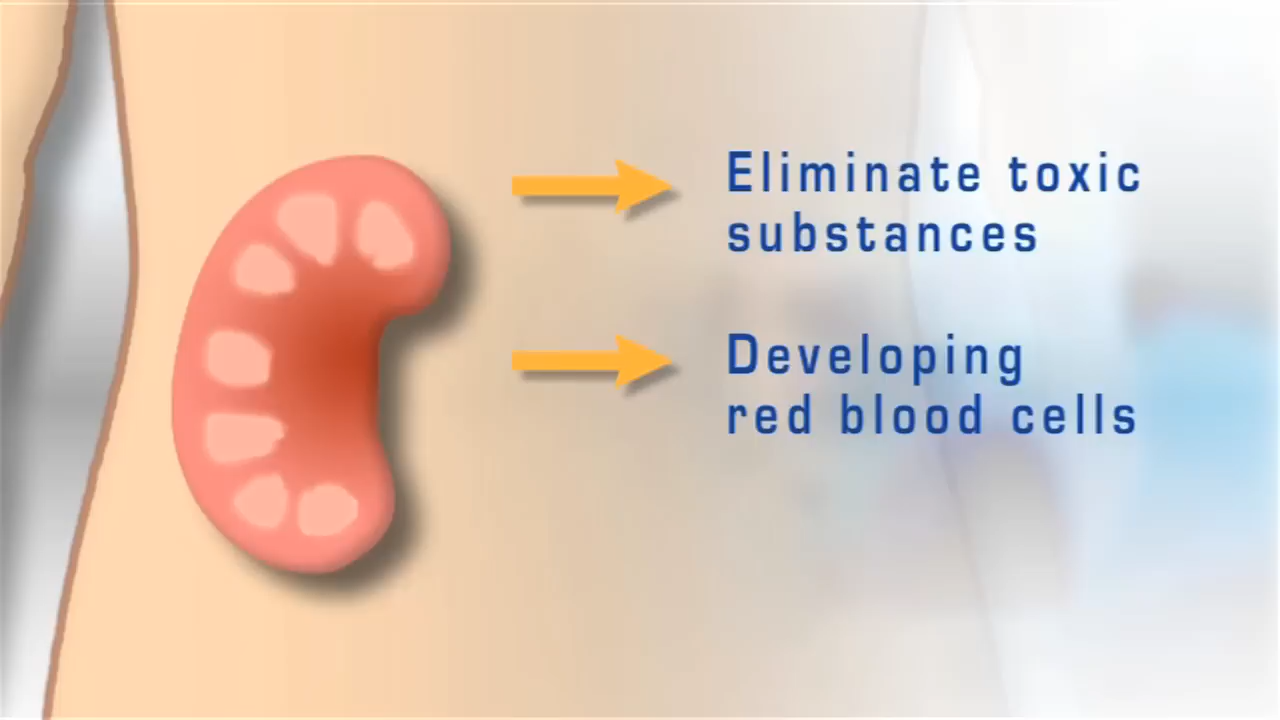 Eliminate toxic
substances
Developing
red blood cells